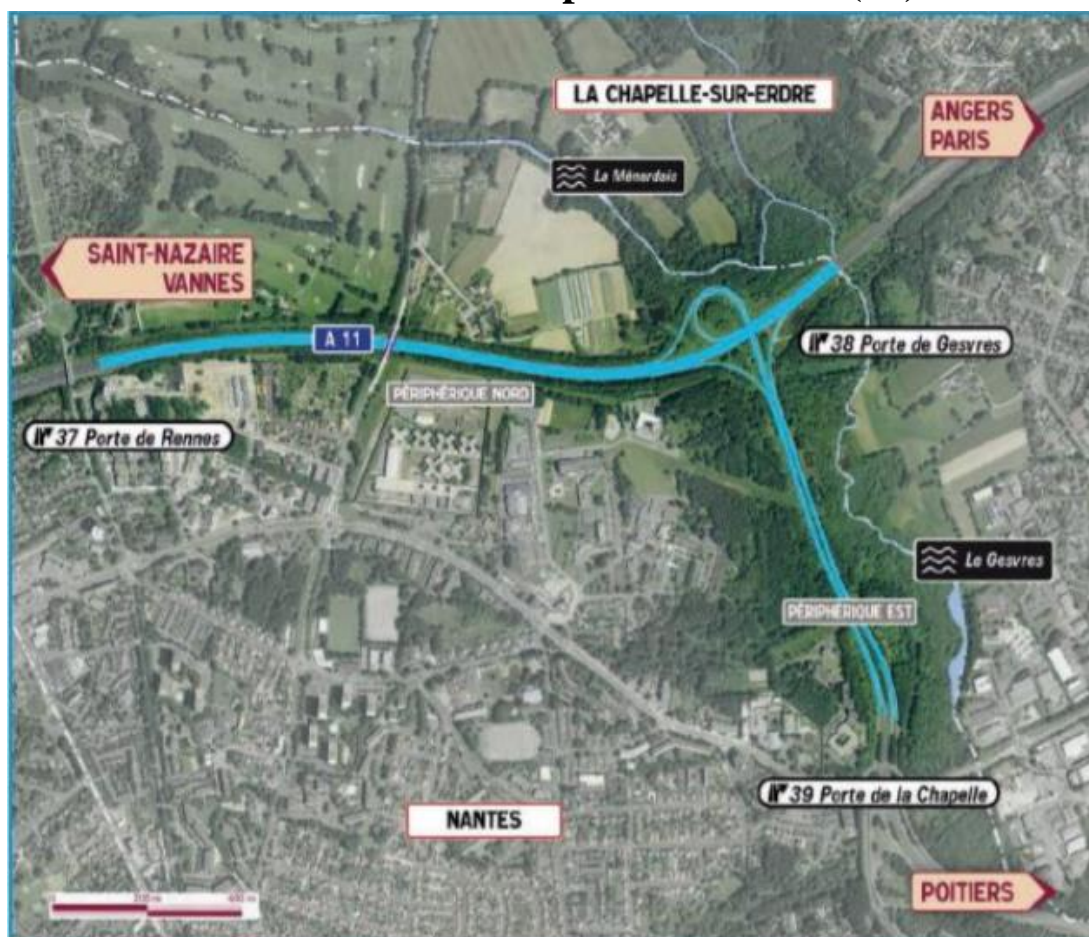 LA CHAPELLE-SUR-ERDRE
ANGERS
PARIS
La Ménardais
SAINT-NAZAIRE
VANNES
A 11
38 Porte de Gesvres
PÉRIPHÉRIQUE NORD
37 Porte de Rennes
Le Gesvres
PÉRIPHÉRIQUE EST
39 Porte de la Chapelle
NANTES
POITIERS